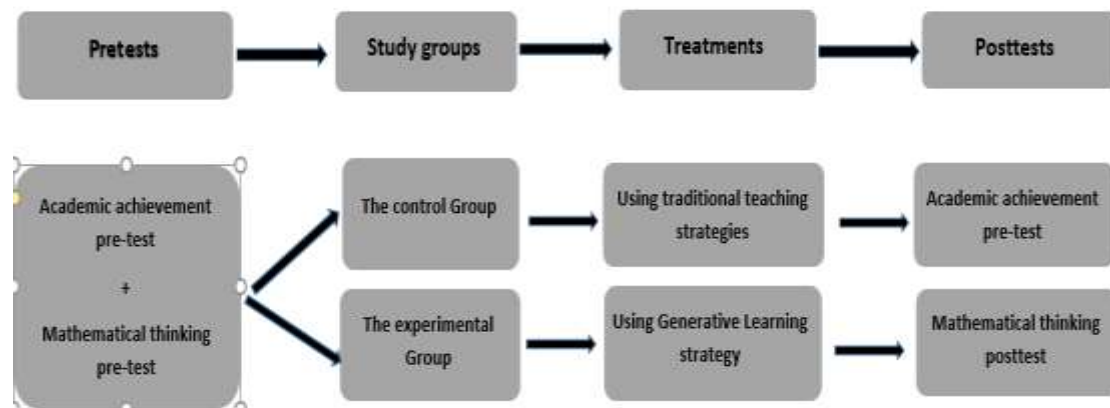 Pretests
Study groups
Treatments
Posttests
Academic achievement
pre-test
+
Mathematical thinking
pre-test
The control Group
Using traditional teaching
strategies
Academic achievement
pre-test
The experimental
Group
Using Generative Learning
strategy
Mathematical thinking
posttest